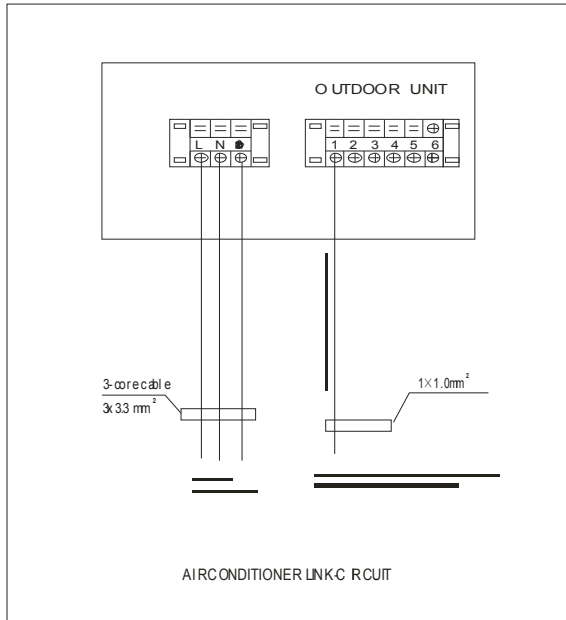 OUTDOOR UNIT
L N
1 2 3 4 5 6
3-core cable
3x3.3 mm²
1×1.0mm²
AIRCONDITIONER LINK-CIRCUIT